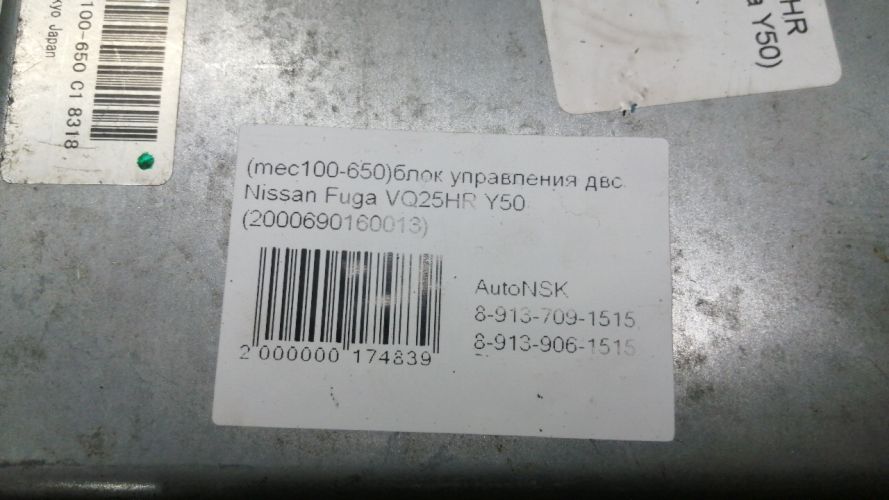 100-650 C1 8318
kyo Japan
HR
a Y50)
(mec100-650)блок управления двс
Nissan Fuga VQ25HR Y50
(2000690160013)
2 000000 174839
AutoNSK
8-913-709-1515
8-913-906-1515